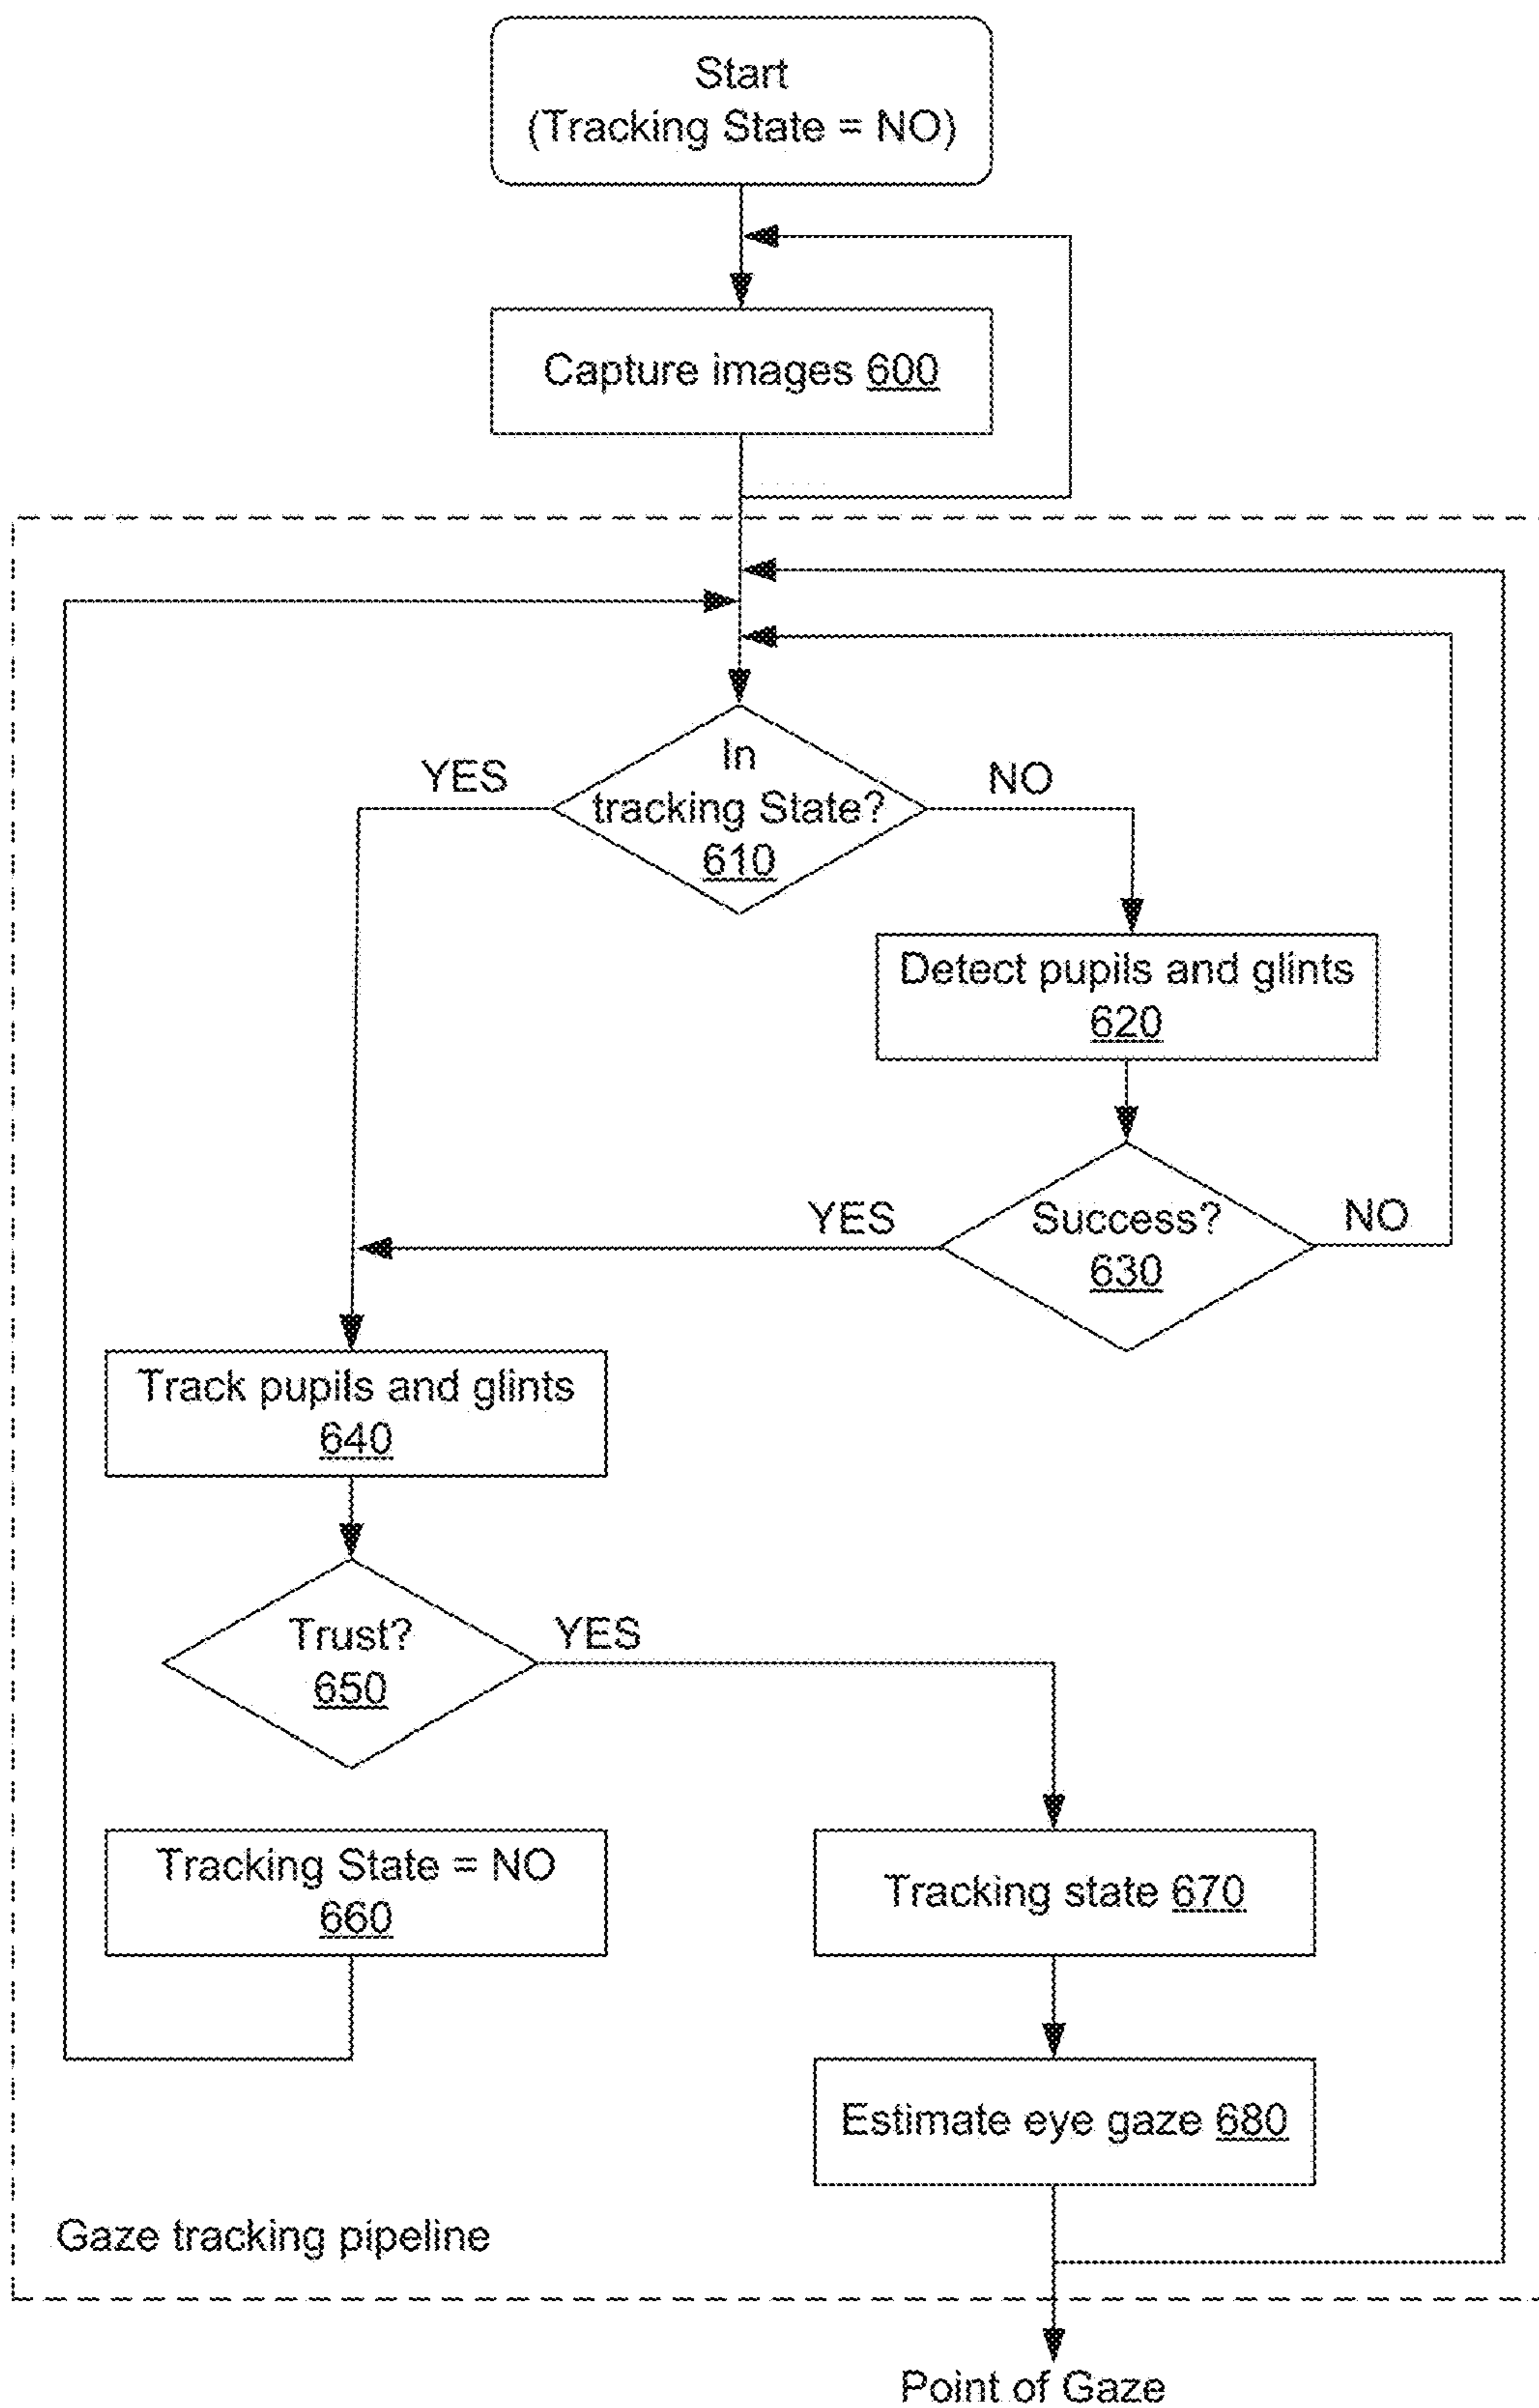 Start
(Tracking State = NO)
Capture images 600
In
tracking State?
610
YES
NO
Detect pupils and glints
620
Success?
630
YES
NO
Track pupils and glints
640
Trust?
650
YES
Tracking State = NO
660
Tracking state 670
Estimate eye gaze 680
Gaze tracking pipeline
Point of Gaze